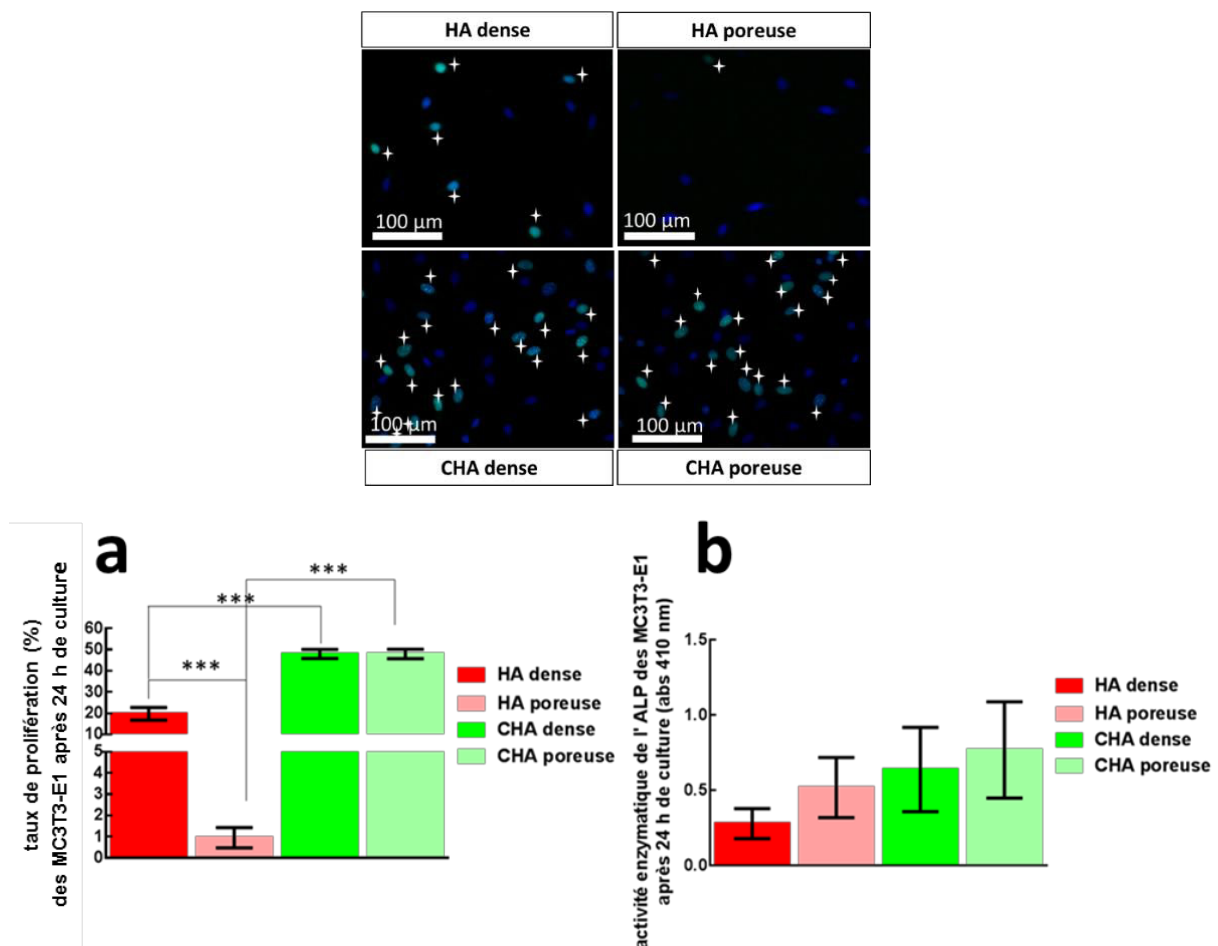 HA dense
HA poreuse
100 µm
100 µm
100 µm
100 µm
CHA dense
CHA poreuse
a
taux de prolifération (%)
des MC3T3-E1 après 24 h de culture
***
***
***
60
50
40
30
20
10
5
4
3
2
1
0
HA dense
HA poreuse
CHA dense
CHA poreuse
b
activité enzymatique de l' ALP des MC3T3-E1
après 24 h de culture (abs 410 nm)
1.5
1.0
0.5
0.0
HA dense
HA poreuse
CHA dense
CHA poreuse